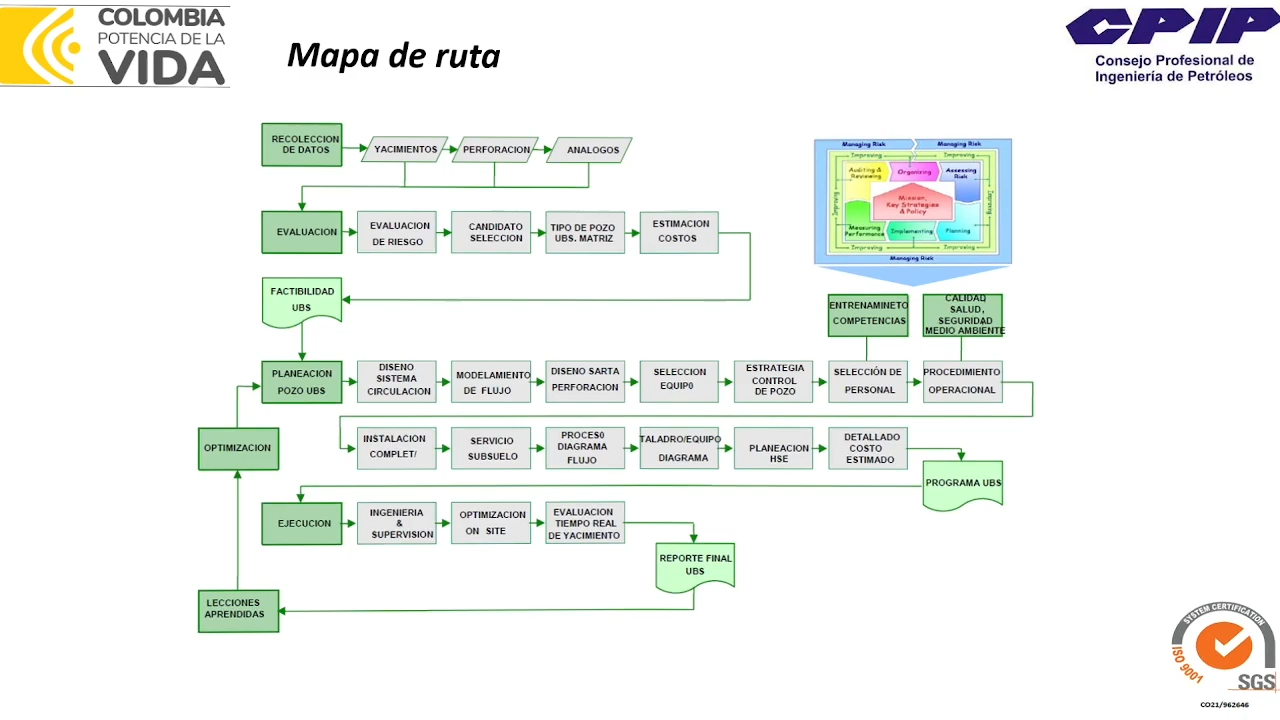 COLOMBIA
POTENCIA DE LA
VIDA
Mapa de ruta
CPIP
Consejo Profesional de
Ingeniería de Petróleos
RECOLECCION
DE DATOS
YACIMIENTOS
PERFORACION
ANALOGOS
EVALUACION
EVALUACION
DE RIESGO
CANDIDATO
SELECCION
TIPO DE POZO
UBS. MATRIZ
ESTIMACION
COSTOS
Managing Risk
Managing Risk
Improving
Improving
Auditing &
Reviewing
Organizing
Accessing
Risk
Improving
Mission,
Key Strategies
& Policy
Improving
Measuring
Performance
Implementing
Planning
Improving
Improving
Managing Risk
FACTIBILIDAD
UBS
ENTRENAMINETO
COMPETENCIAS
CALIDAD,
SALUD,
SEGURIDAD
MEDIO AMBIENTE
PLANEACION
POZO UBS
DISENO
SISTEMA
CIRCULACION
MODELAMIENTO
DE FLUJO
DISENO SARTA
PERFORACION
SELECCION
EQUIP0
ESTRATEGIA
CONTROL
DE POZO
SELECCIÓN DE
PERSONAL
PROCEDIMIENTO
OPERACIONAL
OPTIMIZACION
INSTALACION
COMPLET/
SERVICIO
SUBSUELO
PROCES0
DIAGRAMA
FLUJO
TALADRO/EQUIPO
DIAGRAMA
PLANEACION
HSE
DETALLADO
COSTO
ESTIMADO
PROGRAMA UBS
EJECUCION
INGENIERIA
&
SUPERVISION
OPTIMIZACION
ON SITE
EVALUACION
TIEMPO REAL
DE YACIMIENTO
REPORTE FINAL
UBS
LECCIONES
APRENDIDAS
SYSTEM CERTIFICATION
ISO 9001
SGS
CO21/962646